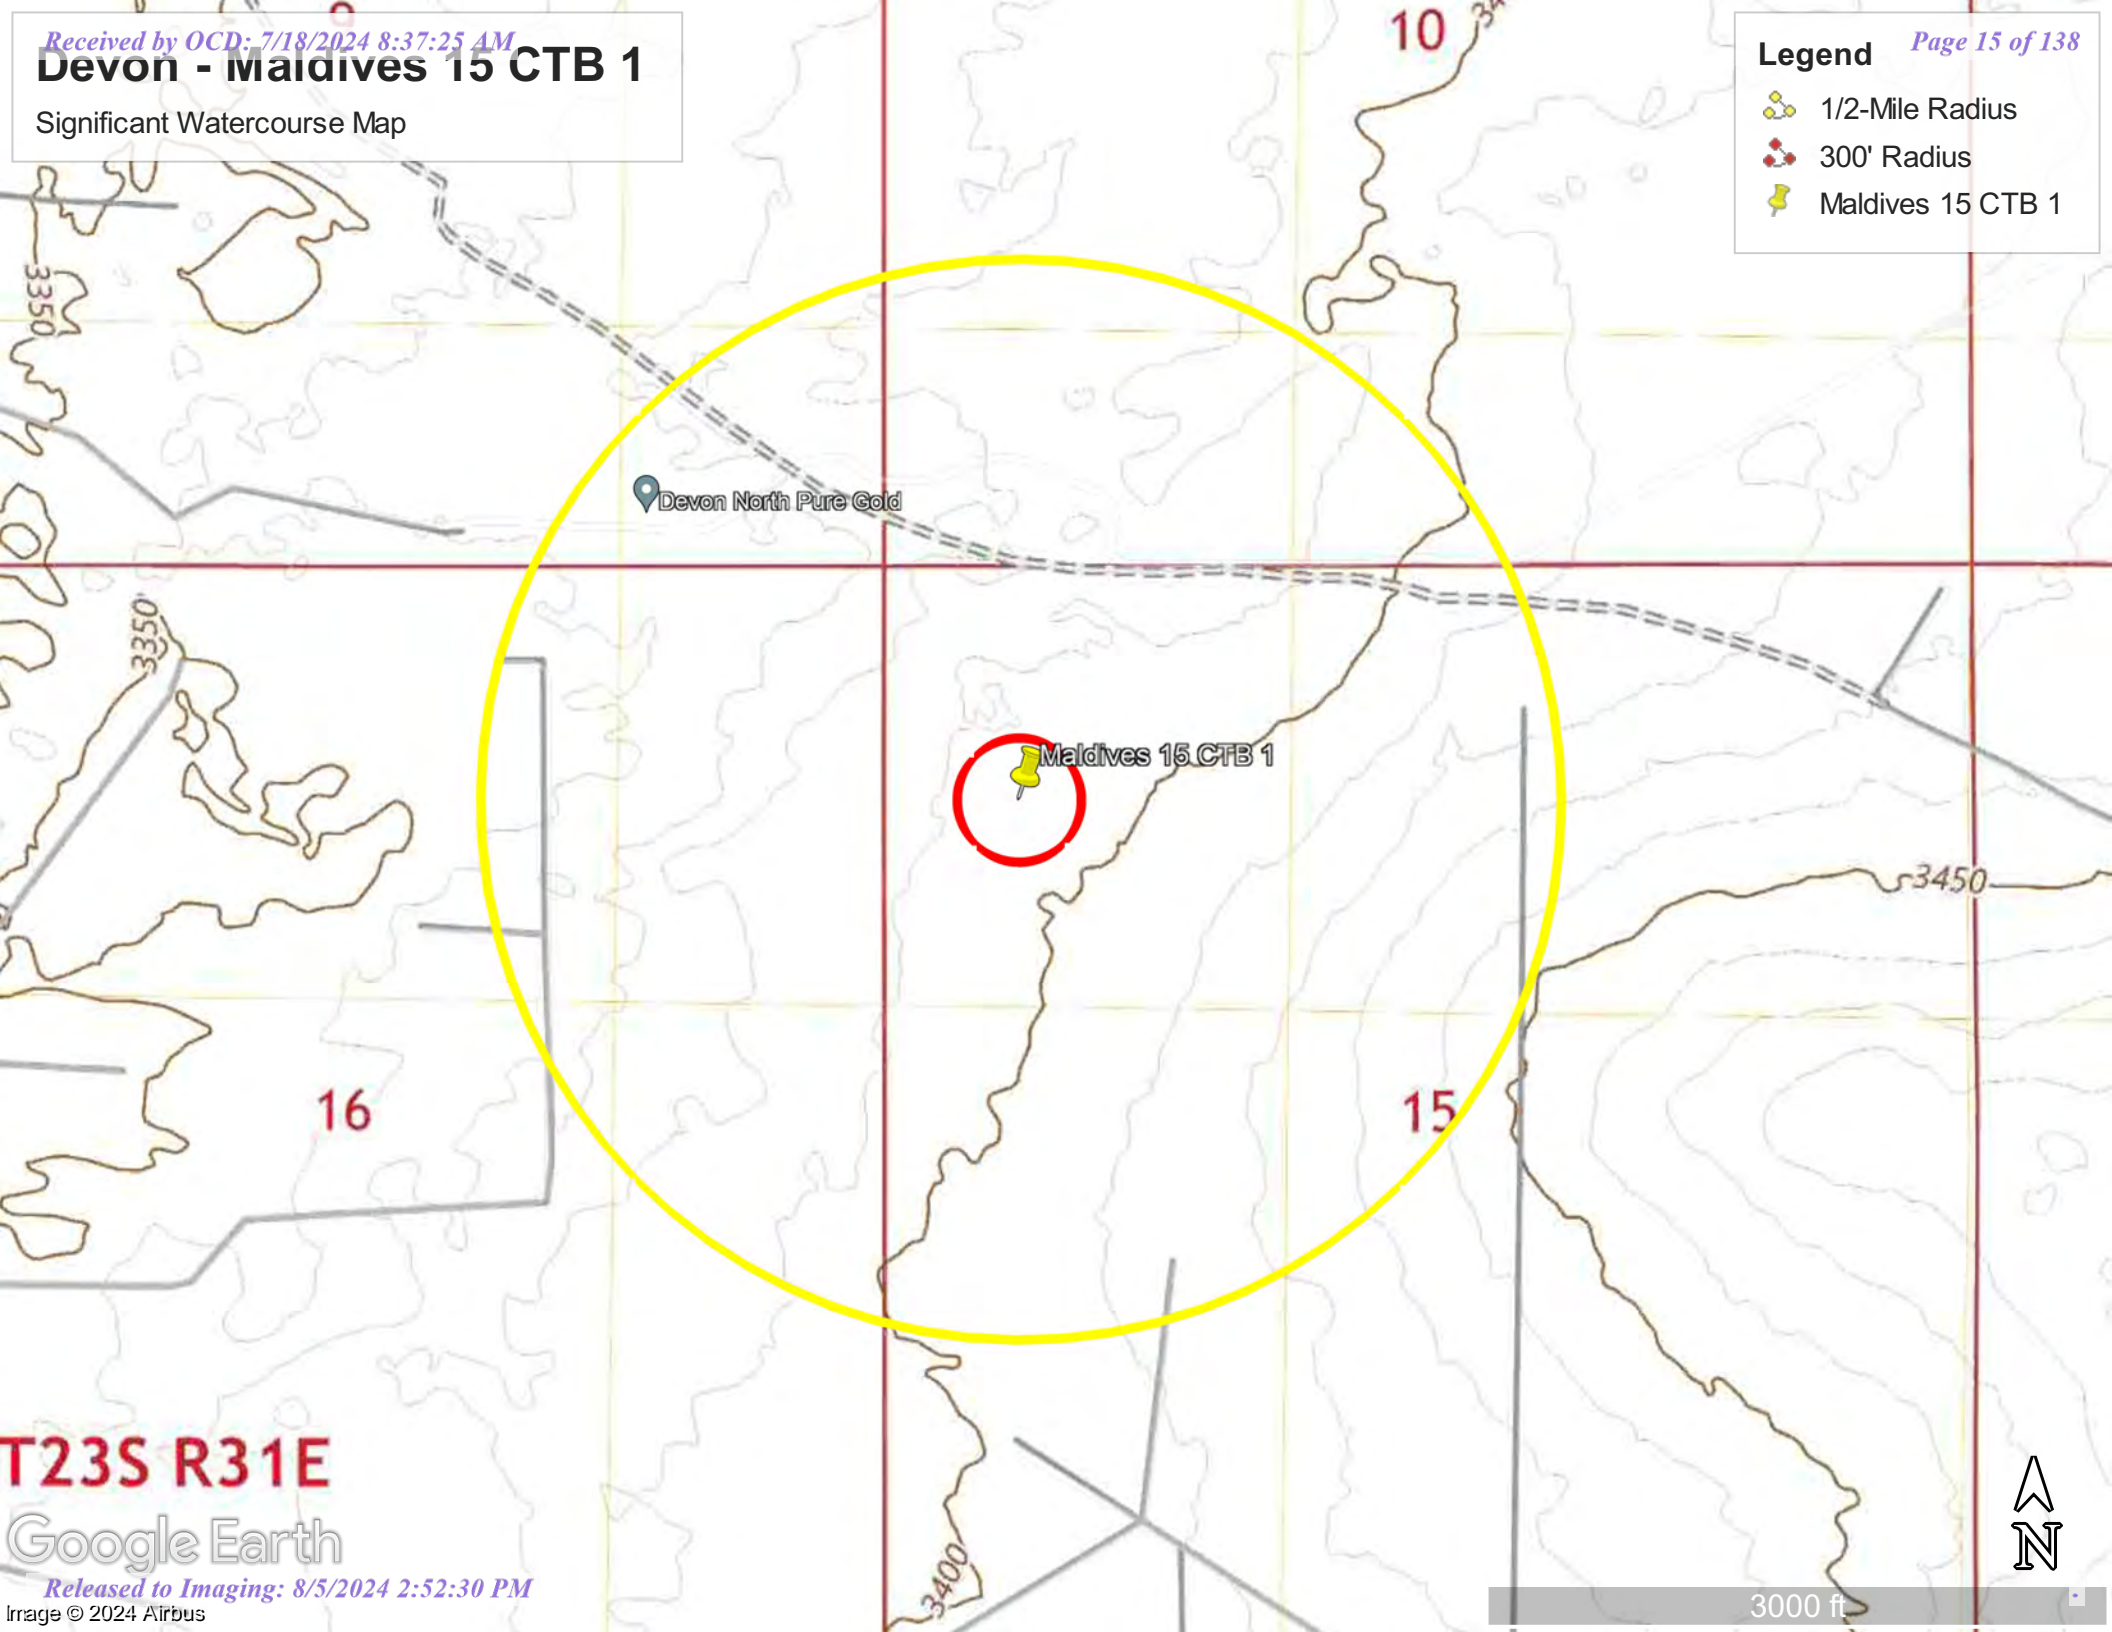 Received by OCD: 7/18/2024 8:37:25 AM
Page 15 of 138
Devon - Maldives 15 CTB 1
Significant Watercourse Map
Legend
1/2-Mile Radius
300' Radius
Maldives 15 CTB 1
9
10
34
3350
Devon North Pure Gold
3350
Maldives 15 CTB 1
3450
16
15
T23S R31E
Google Earth
3400
N
Released to Imaging: 8/5/2024 2:52:30 PM
Image © 2024 Airbus
3000 ft